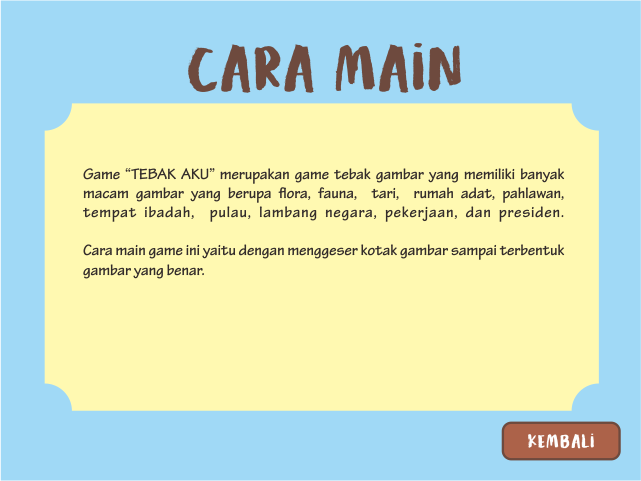 CARA MAIN
Game “TEBAK AKU” merupakan game tebak gambar yang memiliki banyak
macam gambar yang berupa flora, fauna, tari, rumah adat, pahlawan,
tempat ibadah, pulau, lambang negara, pekerjaan, dan presiden.
Cara main game ini yaitu dengan menggeser kotak gambar sampai terbentuk
gambar yang benar.
KEMBALI